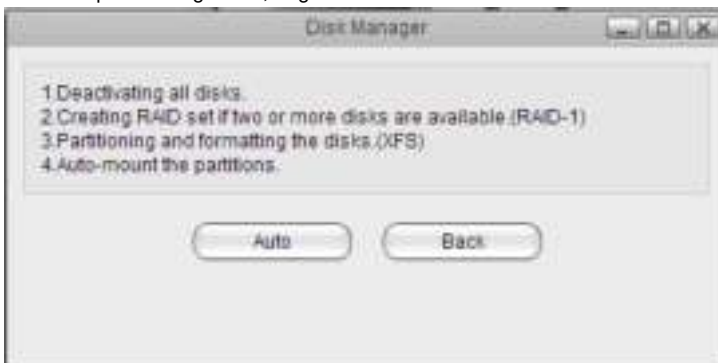 Disk Manager
1.Deactivating all disks.
2.Creating RAID set if two or more disks are available.(RAID-1)
3.Partitioning and formatting the disks.(XFS)
4.Auto-mount the partitions.
Auto
Back